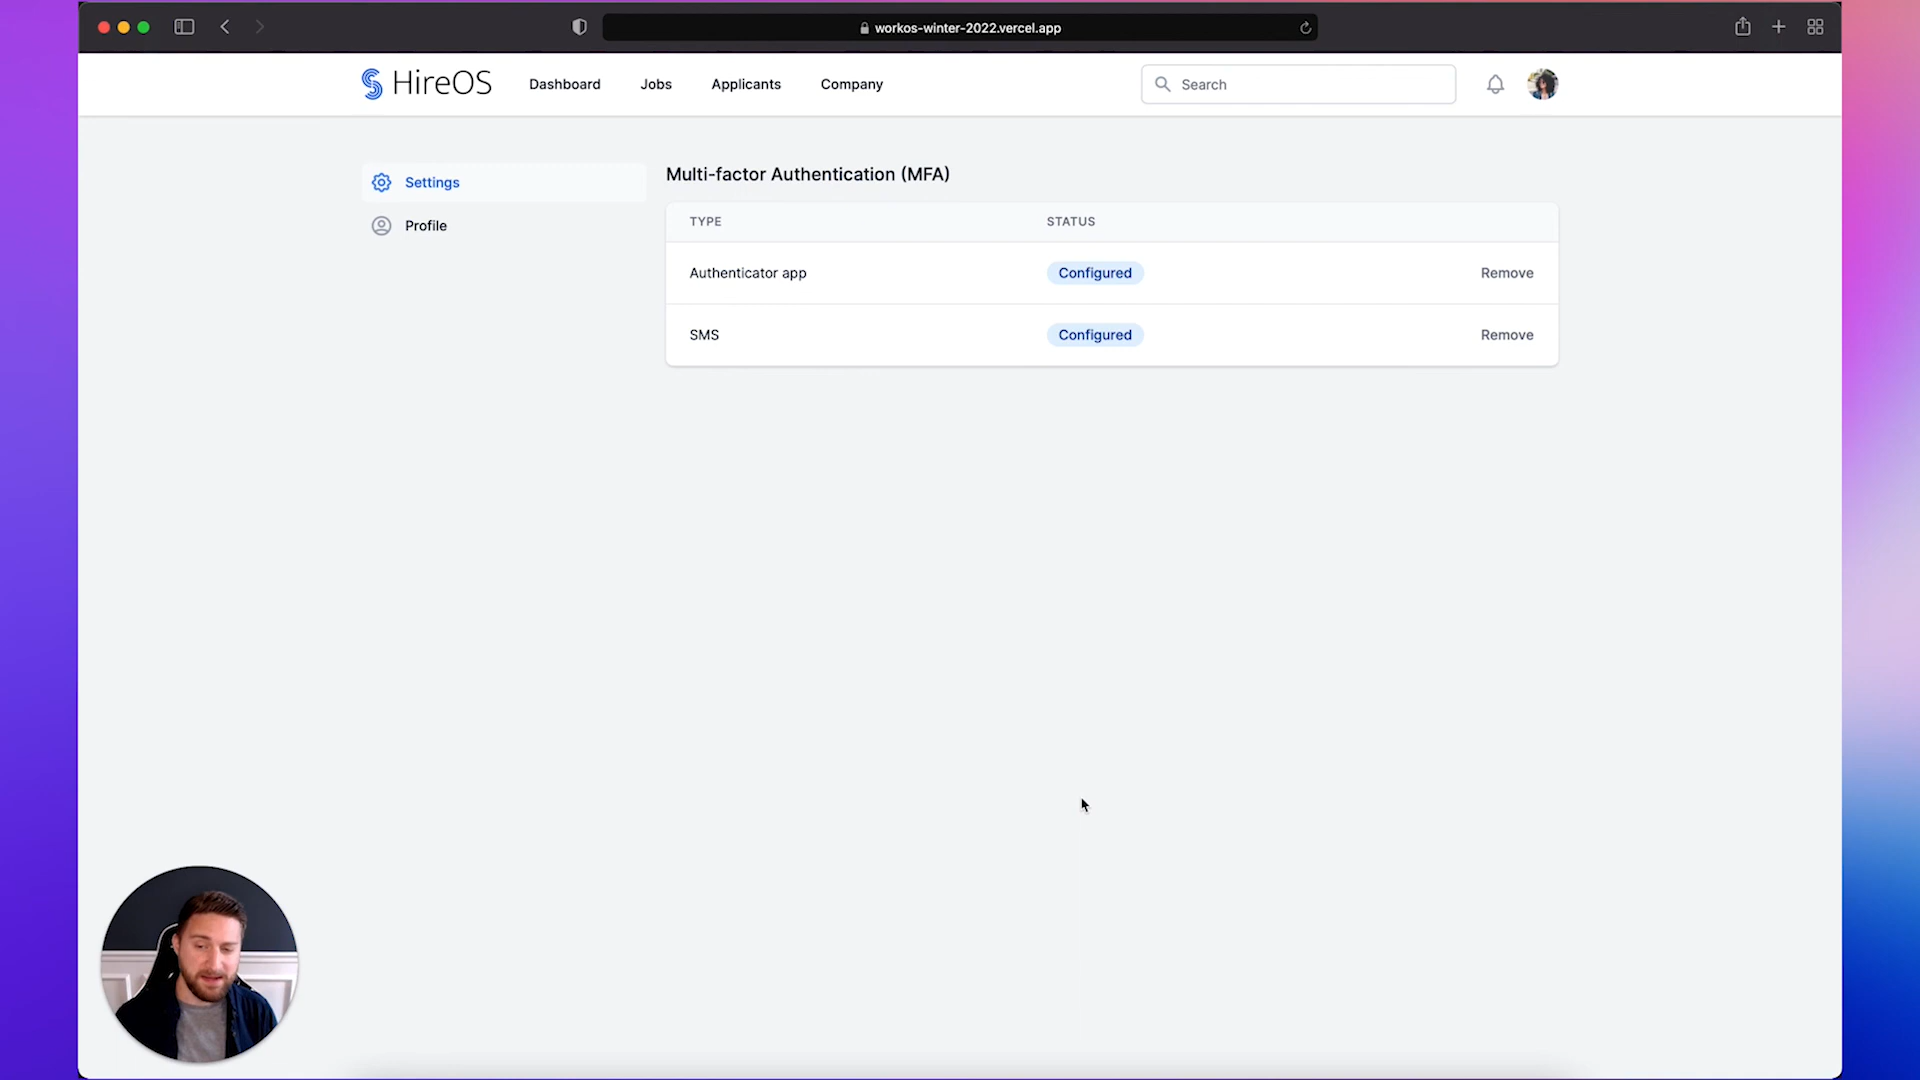 workos-winter-2022.vercel.app
HireOS Dashboard Jobs Applicants Company Search
Settings
Profile
Multi-factor Authentication (MFA)
TYPE STATUS
Authenticator app Configured Remove
SMS Configured Remove